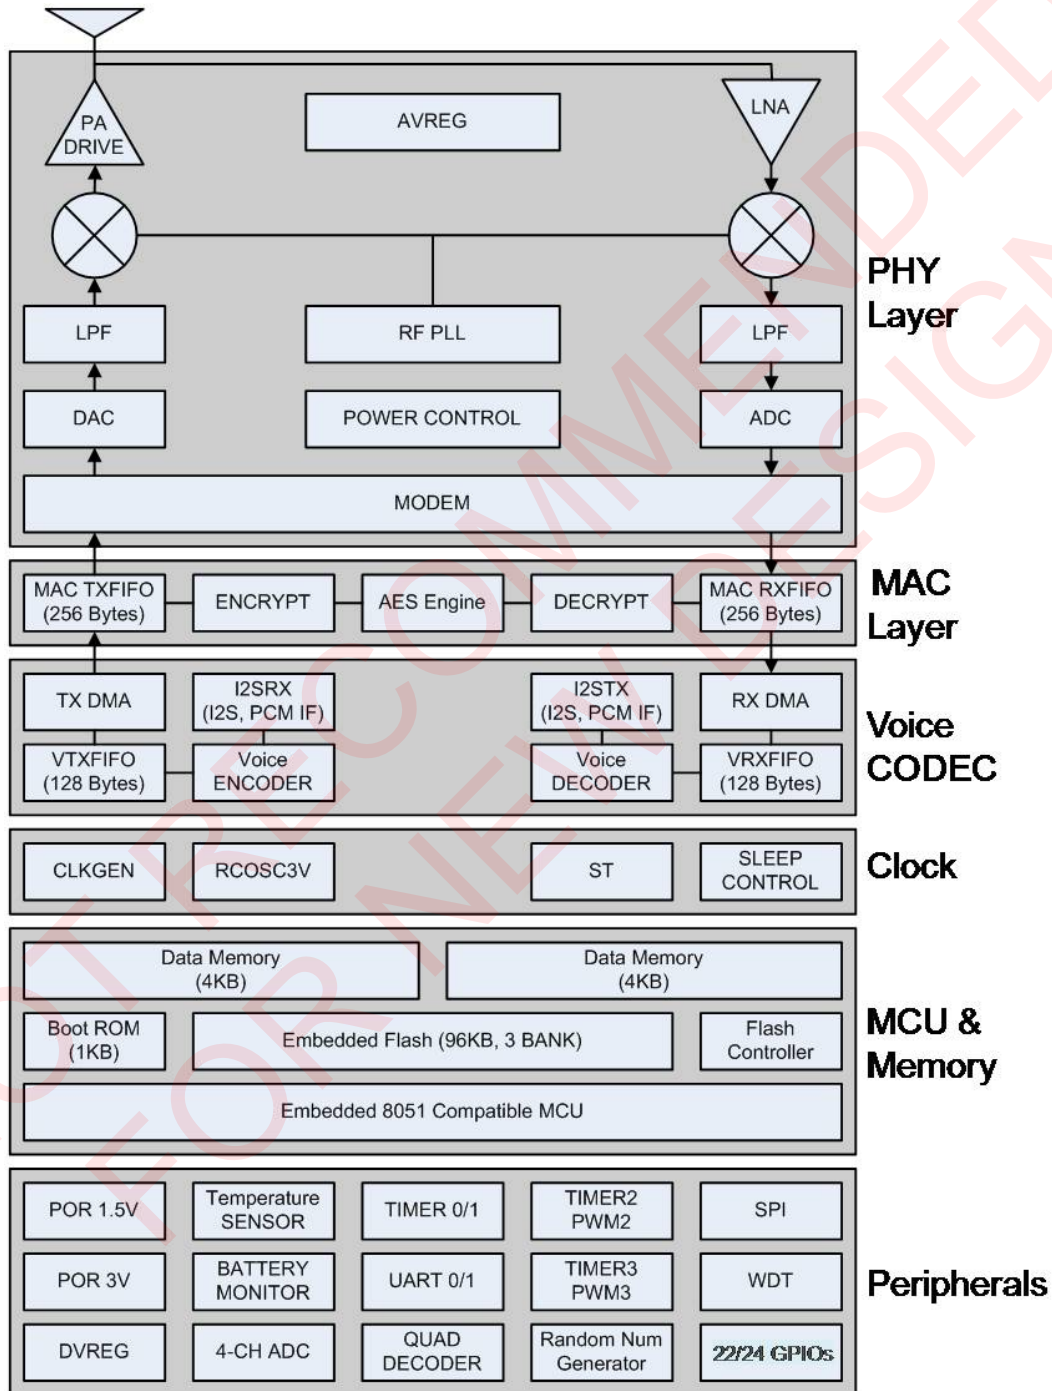 PA
DRIVE
AVREG
LNA
LPF
RF PLL
LPF
DAC
POWER CONTROL
ADC
MODEM
PHY
Layer
MAC TXFIFO
(256 Bytes)
ENCRYPT
AES Engine
DECRYPT
MAC RXFIFO
(256 Bytes)
MAC
Layer
TX DMA
I2SRX
(I2S, PCM IF)
I2STX
(I2S, PCM IF)
RX DMA
VTXFIFO
(128 Bytes)
Voice
ENCODER
Voice
DECODER
VRXFIFO
(128 Bytes)
Voice
CODEC
CLKGEN
RCOSC3V
ST
SLEEP
CONTROL
Clock
Data Memory
(4KB)
Data Memory
(4KB)
Boot ROM
(1KB)
Embedded Flash (96KB, 3 BANK)
Flash
Controller
Embedded 8051 Compatible MCU
MCU &
Memory
POR 1.5V
Temperature
SENSOR
TIMER 0/1
TIMER2
PWM2
SPI
POR 3V
BATTERY
MONITOR
UART 0/1
TIMER3
PWM3
WDT
DVREG
4-CH ADC
QUAD
DECODER
Random Num
Generator
22/24 GPIOs
Peripherals
OT RECOMMENDED
FOR NEW DESIGN